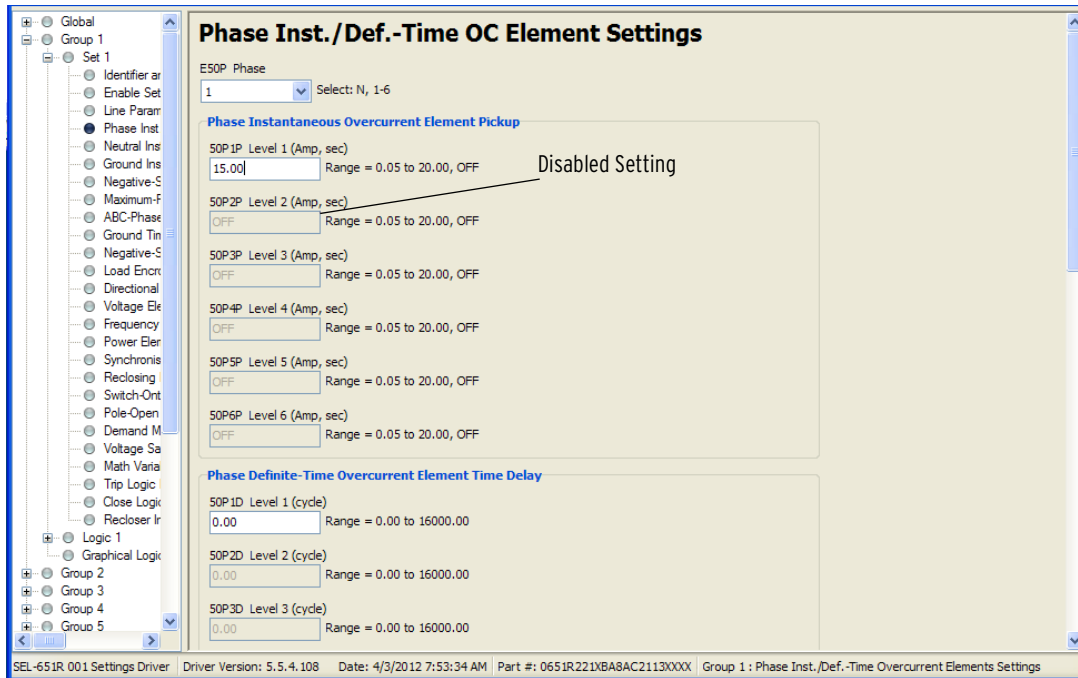 Global
Group 1
Set 1
Identifier ar
Enable Set
Line Param
Phase Inst
Neutral Ins
Ground Ins
Negative-S
Maximum-F
ABC-Phase
Ground Tim
Negative-S
Load Encro
Directional
Voltage Ele
Frequency
Power Eler
Synchronis
Reclosing
Switch-Ont
Pole-Open
Demand M
Voltage Sa
Math Varia
Trip Logic
Close Logic
Recloser Ir
Logic 1
Graphical Logic
Group 2
Group 3
Group 4
Group 5
Phase Inst./Def.-Time OC Element Settings
E50P Phase
1 Select: N, 1-6
Phase Instantaneous Overcurrent Element Pickup
50P1P Level 1 (Amp, sec)
15.00 Range = 0.05 to 20.00, OFF
Disabled Setting
50P2P Level 2 (Amp, sec)
OFF Range = 0.05 to 20.00, OFF
50P3P Level 3 (Amp, sec)
OFF Range = 0.05 to 20.00, OFF
50P4P Level 4 (Amp, sec)
OFF Range = 0.05 to 20.00, OFF
50P5P Level 5 (Amp, sec)
OFF Range = 0.05 to 20.00, OFF
50P6P Level 6 (Amp, sec)
OFF Range = 0.05 to 20.00, OFF
Phase Definite-Time Overcurrent Element Time Delay
50P1D Level 1 (cycle)
0.00 Range = 0.00 to 16000.00
50P2D Level 2 (cycle)
0.00 Range = 0.00 to 16000.00
50P3D Level 3 (cycle)
0.00 Range = 0.00 to 16000.00
SEL-651R 001 Settings Driver Driver Version: 5.5.4.108 Date: 4/3/2012 7:53:34 AM Part #: 0651R221XBA8AC2113XXXX Group 1 : Phase Inst./Def.-Time Overcurrent Elements Settings